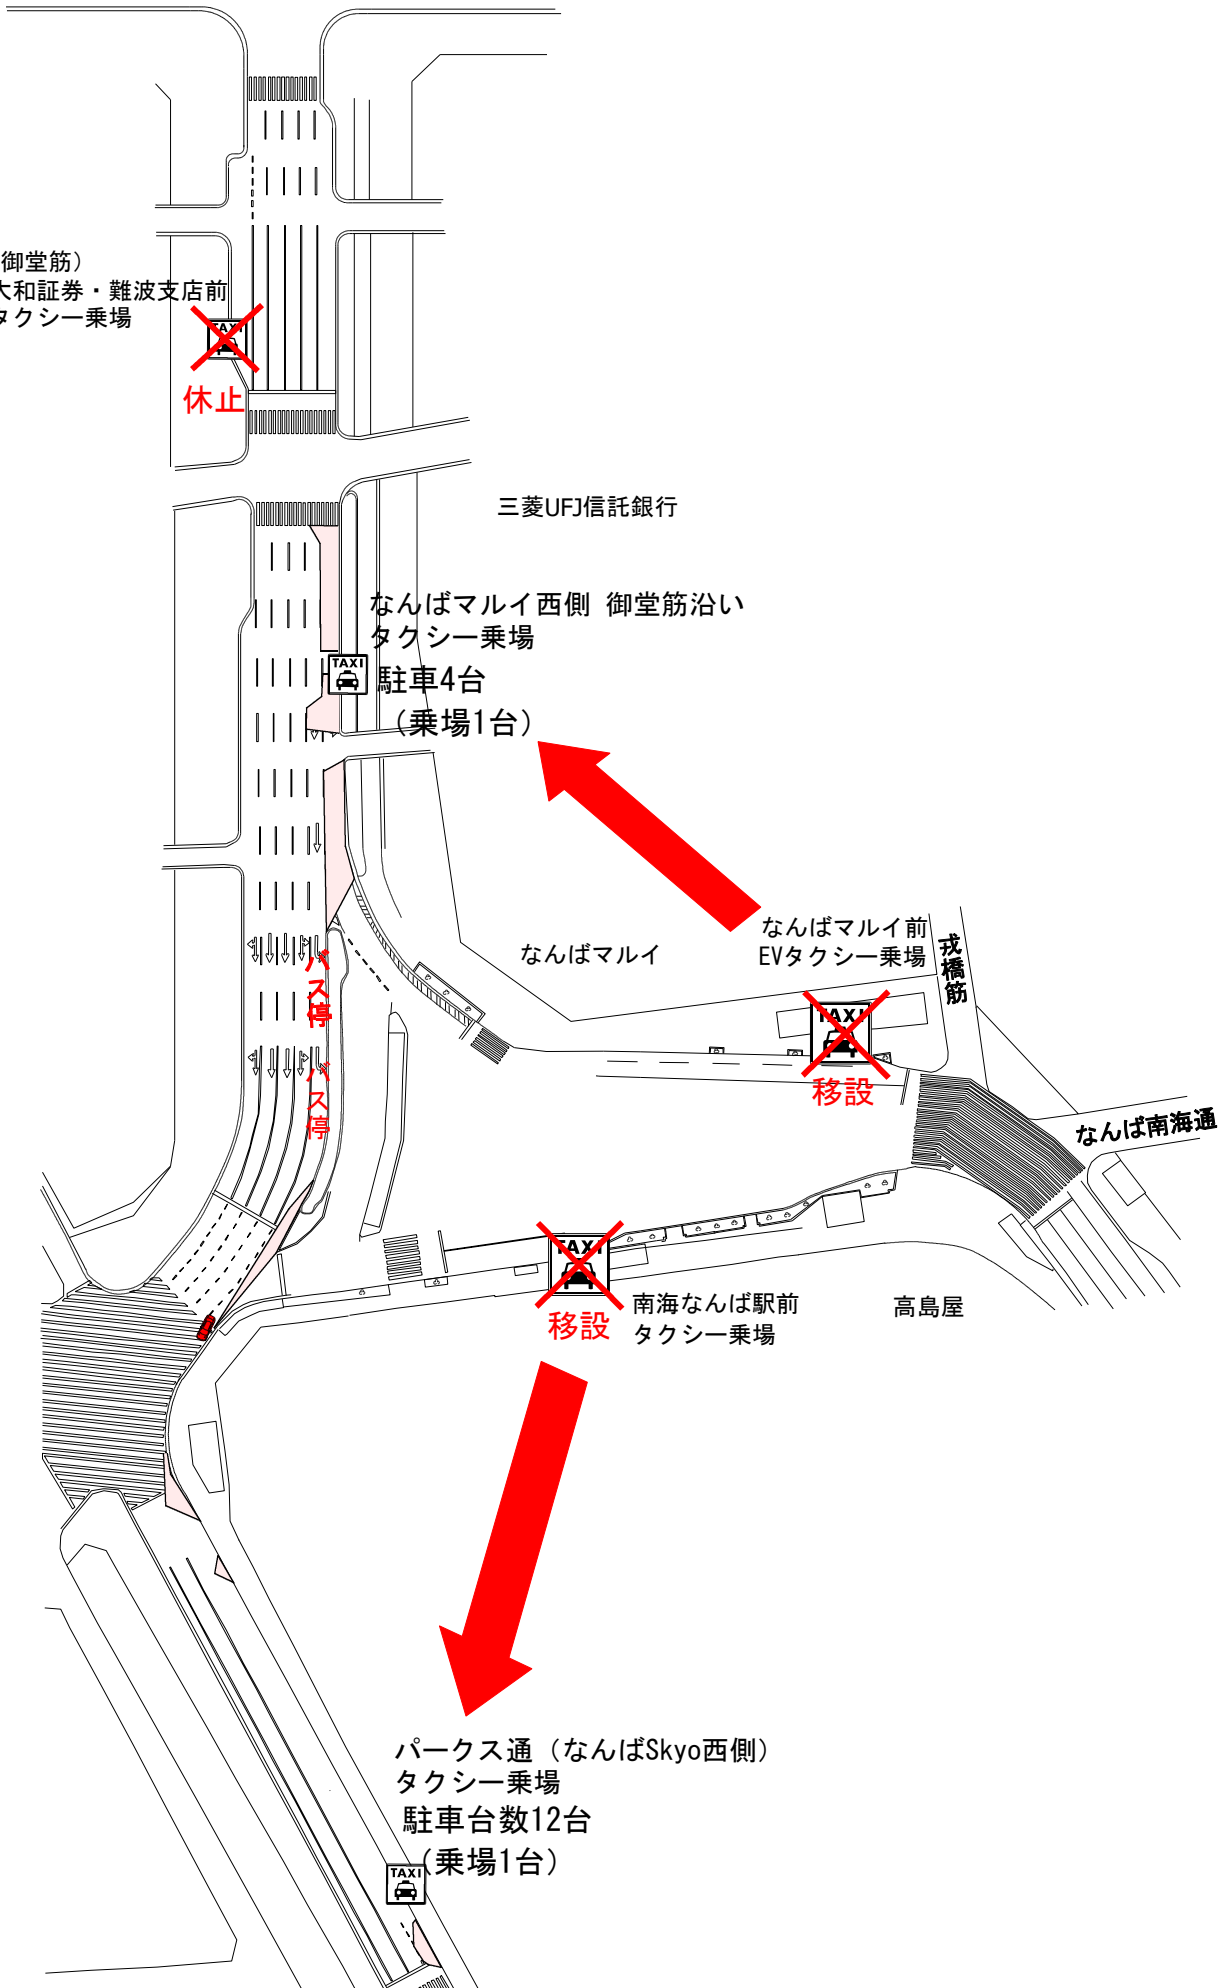 御堂筋）
大和証券・難波支店前
タクシー乗場
TAXI
休止
三菱UFJ信託銀行
なんばマルイ西側 御堂筋沿い
タクシー乗場
TAXI
駐車4台
（乗場1台）
なんばマルイ前
EVタクシー乗場
なんばマルイ
戎橋筋
バス停
TAXI
移設
バス停
なんば南海通
TAXI
移設
南海なんば駅前
タクシー乗場
高島屋
パークス通（なんばSkyo西側）
タクシー乗場
駐車台数12台
（乗場1台）
TAXI